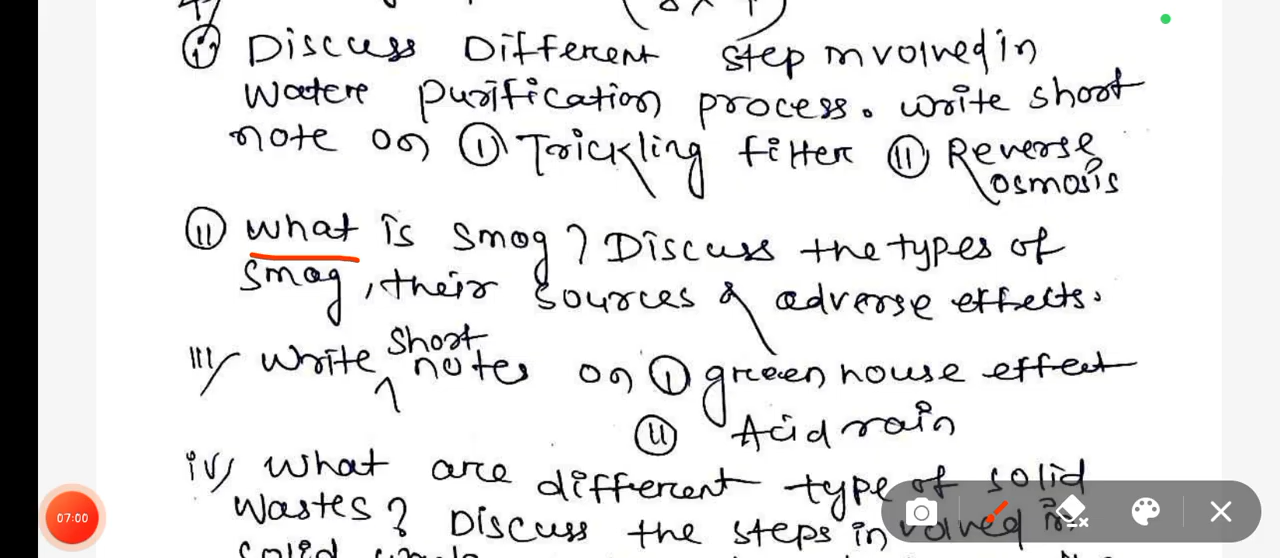 (i) Discuss Different step involved in
Water purification process. write short
note on (I) Trickling filter (II) Reverse
osmosis
(II) What is smog? Discuss the types of
smog, their sources & adverse effects.
III/ Write short notes on (I) green house effect
(II) Acid rain
iv/ What are different type of solid
wastes? Discuss the steps involved
07:00